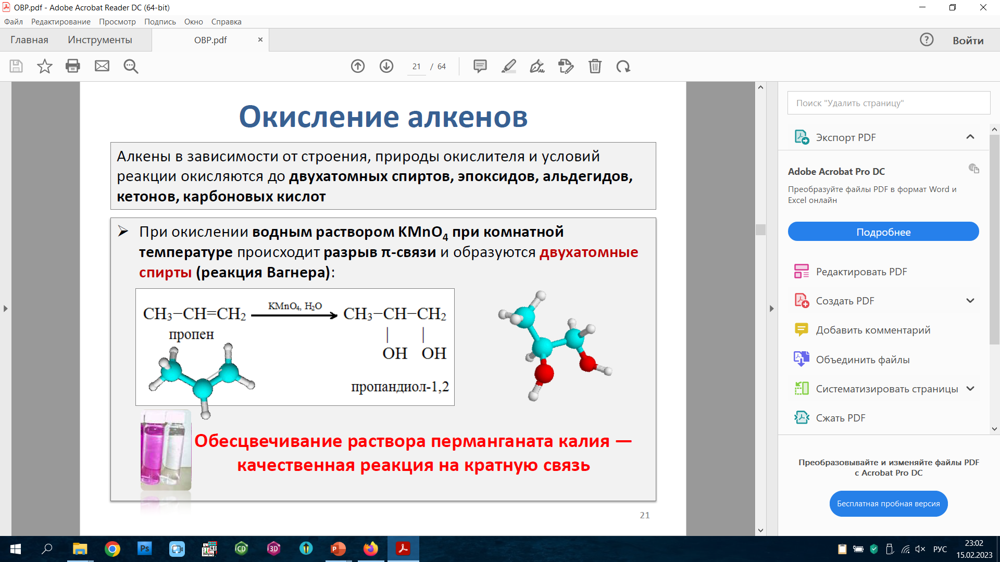 OBP.pdf - Adobe Acrobat Reader DC (64-bit)
Файл Редактирование Просмотр Подпись Окно Справка
Главная Инструменты OBP.pdf × Войти
21 / 64
Окисление алкенов
Алкены в зависимости от строения, природы окислителя и условий
реакции окисляются до двухатомных спиртов, эпоксидов, альдегидов,
кетонов, карбоновых кислот
➢ При окислении водным раствором KMnO₄ при комнатной
температуре происходит разрыв π-связи и образуются двухатомные
спирты (реакция Вагнера):
KMnO₄, H₂O
CH₃−CH=CH₂ CH₃−CH−CH₂
пропен | |
OH OH
пропандиол-1,2
Обесцвечивание раствора перманганата калия —
качественная реакция на кратную связь
21
Поиск "Удалить страницу"
Экспорт PDF
Adobe Acrobat Pro DC
Преобразуйте файлы PDF в формат Word и
Excel онлайн
Подробнее
Редактировать PDF
Создать PDF
Добавить комментарий
Объединить файлы
Систематизировать страницы
Сжать PDF
Преобразовывайте и изменяйте файлы PDF
с Acrobat Pro DC
Бесплатная пробная версия
Ps CD 3D P РУС 23:02
15.02.2023